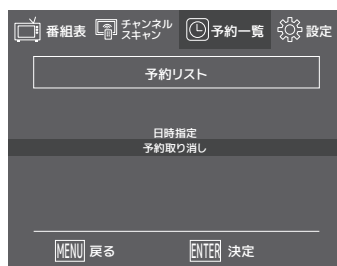 番組表 チャンネルスキャン 予約一覧 設定
予約リスト
日時指定
予約取り消し
MENU 戻る ENTER 決定